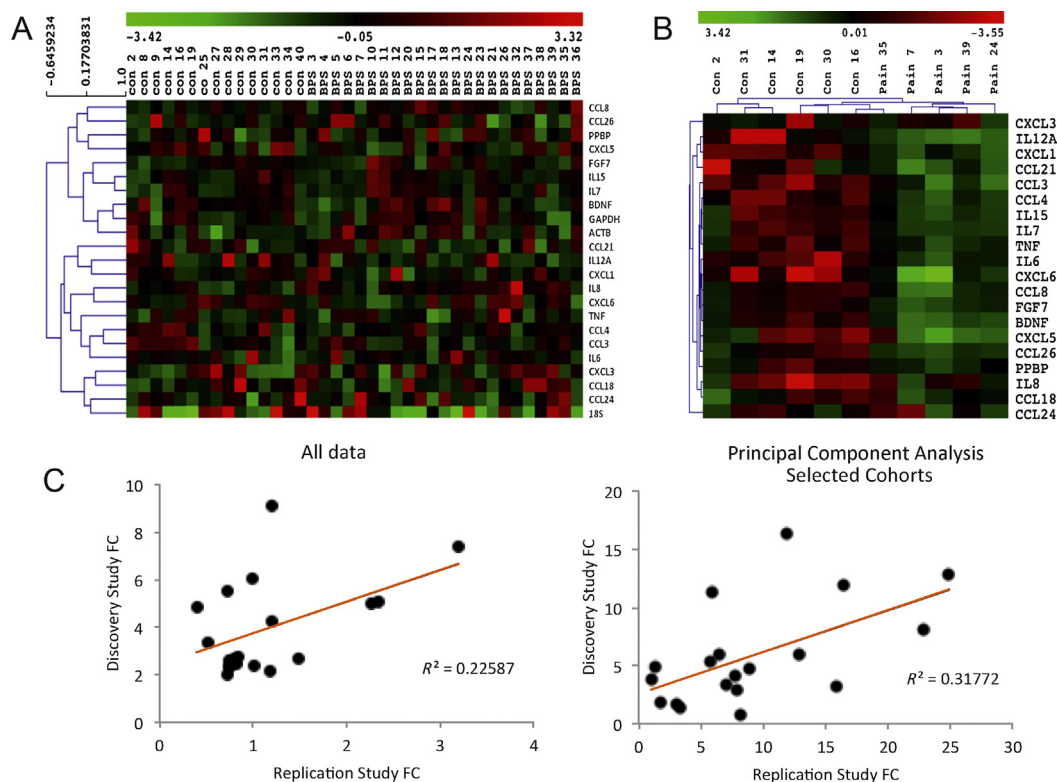 A
-3.42
-0.05
3.32
-0.6459234
0.17703831
1.0
con 2
con 8
con 9
con 14
con 16
con 19
co 25
con 27
con 28
con 29
con 30
con 31
con 33
con 34
con 40
BPS 3
BPS
BPS
BPS
BPS
BPS 7
BPS 10
BPS 11
BPS 12
BPS
BPS 15
BPS 17
BPS 18
BPS 13
BPS 24
BPS 21
BPS
BPS 26
BPS 32
BPS 37
BPS 38
BPS 39
BPS 35
BPS 36
CCL8
CCL26
PPBP
CXCL5
FGF7
IL15
IL7
BDNF
GAPDH
ACTB
CCL21
IL12A
CXCL1
IL8
CXCL6
TNF
CCL4
CCL3
IL6
CXCL3
CCL18
CCL24
18S
B
3.42
0.01
-3.55
Con 2
Con 31
Con 14
Con 19
Con 30
Con 16
Pain 35
Pain 7
Pain 3
Pain 39
Pain 24
CXCL3
IL12A
CXCL1
CCL21
CCL3
CCL4
IL15
IL7
TNF
IL6
CXCL6
CCL8
FGF7
BDNF
CXCL5
CCL26
PPBP
IL8
CCL18
CCL24
C
All data
Discovery Study FC
10
8
6
4
2
0
R² = 0.22587
0
1
2
3
4
Replication Study FC
Principal Component Analysis
Selected Cohorts
Discovery Study FC
20
15
10
5
0
R² = 0.31772
0
5
10
15
20
25
30
Replication Study FC